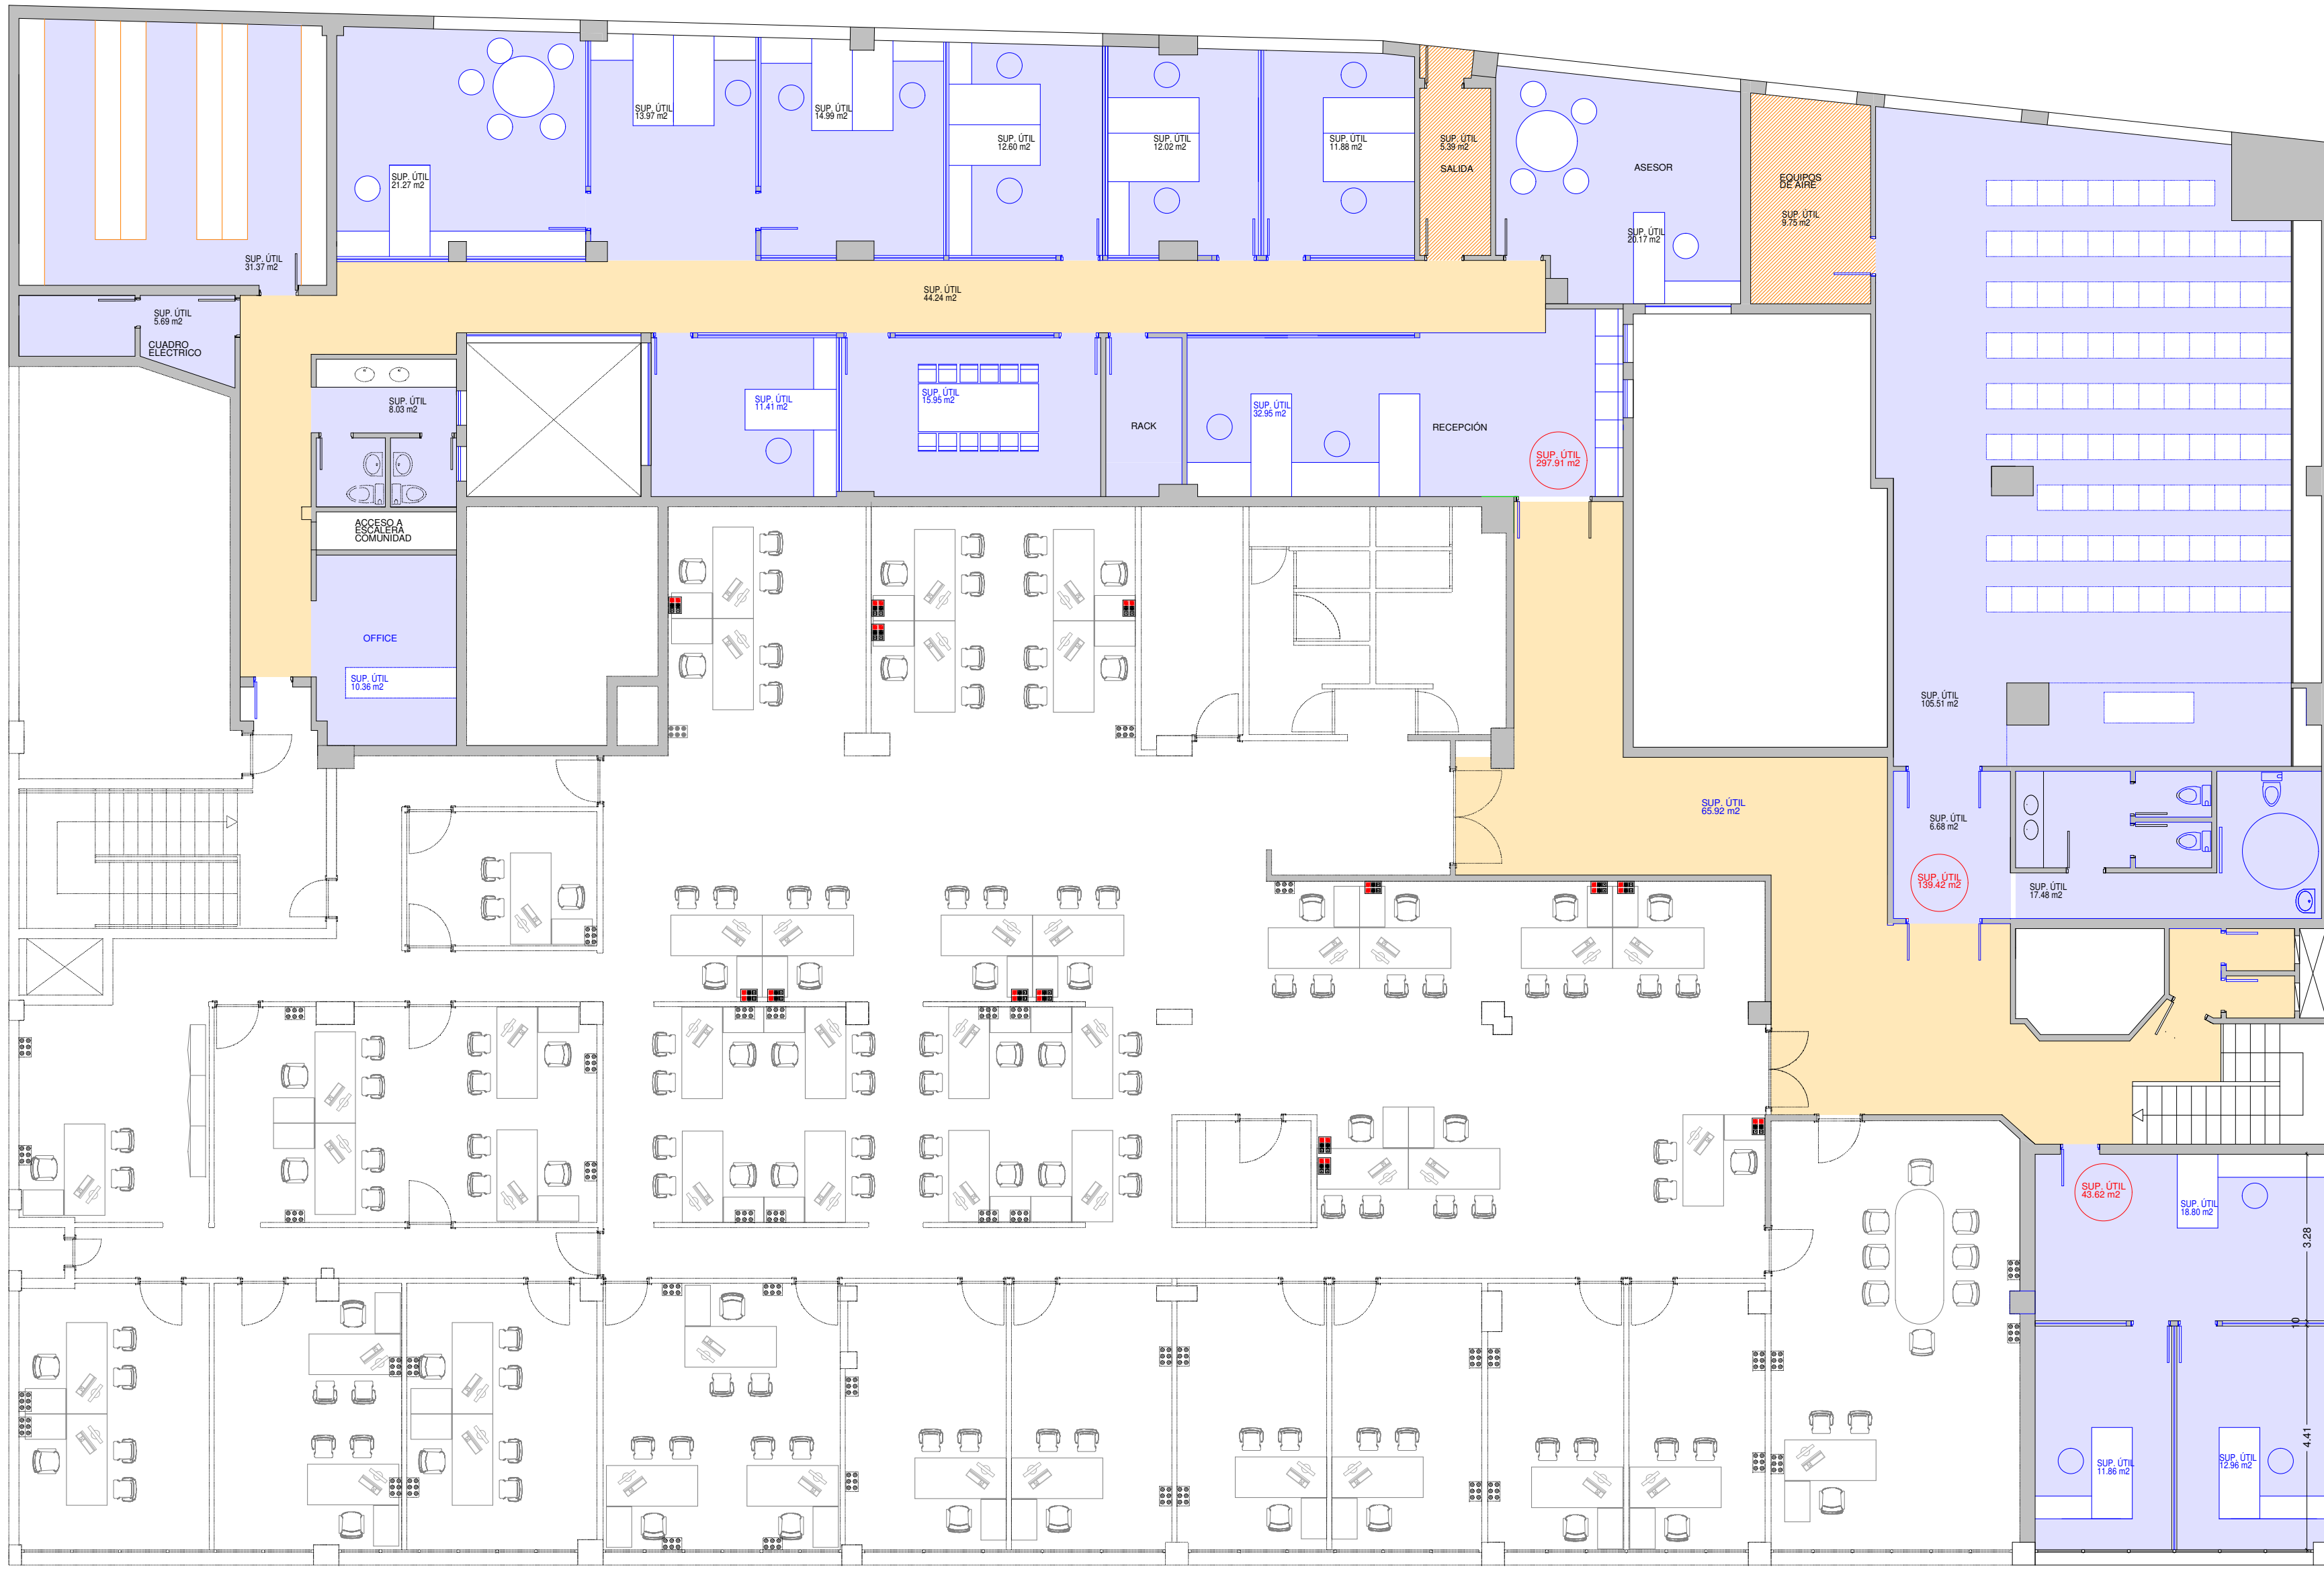 SUP. ÚTIL
13.97 m2
SUP. ÚTIL
14.99 m2
SUP. ÚTIL
12.60 m2
SUP. ÚTIL
12.02 m2
SUP. ÚTIL
11.88 m2
SUP. ÚTIL
5.39 m2
SALIDA
ASESOR
EQUIPOS
DE AIRE
SUP. ÚTIL
9.75 m2
SUP. ÚTIL
21.27 m2
SUP. ÚTIL
20.17 m2
SUP. ÚTIL
31.37 m2
SUP. ÚTIL
44.24 m2
SUP. ÚTIL
5.69 m2
CUADRO
ELÉCTRICO
SUP. ÚTIL
8.03 m2
SUP. ÚTIL
11.41 m2
SUP. ÚTIL
15.95 m2
RACK
SUP. ÚTIL
32.95 m2
RECEPCIÓN
SUP. ÚTIL
297.91 m2
ACCESO A
ESCALERA
COMUNIDAD
OFFICE
SUP. ÚTIL
10.36 m2
SUP. ÚTIL
105.51 m2
SUP. ÚTIL
65.92 m2
SUP. ÚTIL
6.68 m2
SUP. ÚTIL
139.42 m2
SUP. ÚTIL
17.48 m2
SUP. ÚTIL
43.62 m2
SUP. ÚTIL
18.80 m2
3.28
10
4.41
SUP. ÚTIL
11.86 m2
SUP. ÚTIL
12.96 m2